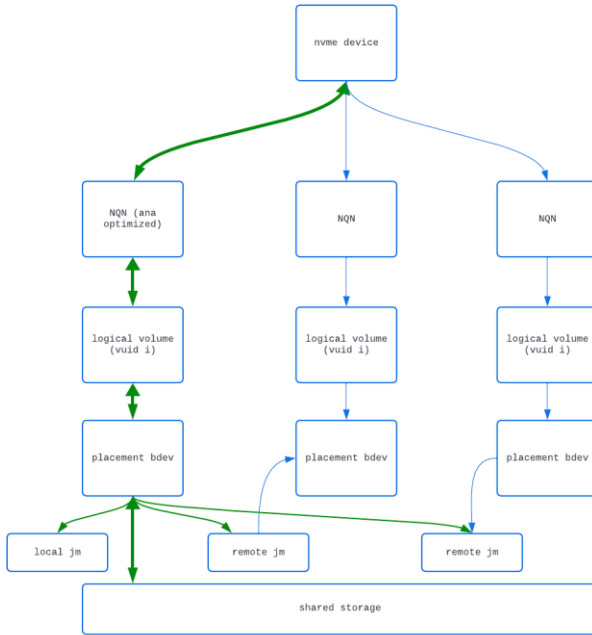 nvme device
NQN (ana
optimized)
NQN
NQN
logical volume
(vuid i)
logical volume
(vuid i)
logical volume
(vuid i)
placement bdev
placement bdev
placement bdev
local jm
remote jm
remote jm
shared storage